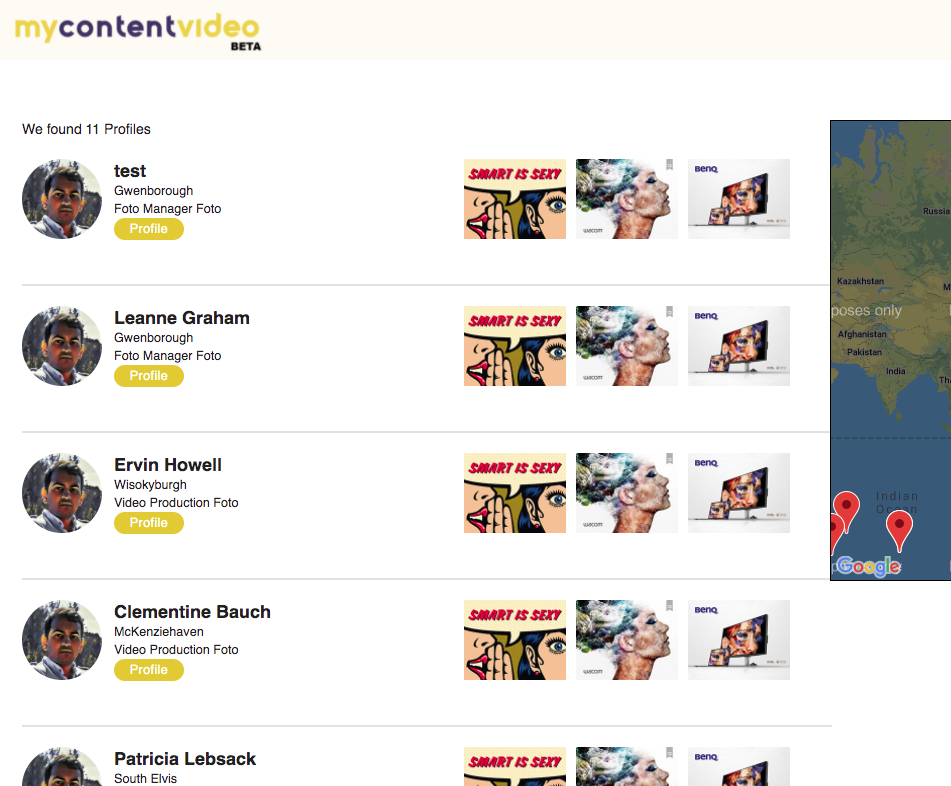 mycontentvideo
BETA
We found 11 Profiles
test
Gwenborough
Foto Manager Foto
Profile
SMART IS SEXY
wacom
BenQ
Leanne Graham
Gwenborough
Foto Manager Foto
Profile
SMART IS SEXY
wacom
BenQ
Ervin Howell
Wisokyburgh
Video Production Foto
Profile
SMART IS SEXY
wacom
BenQ
Clementine Bauch
McKenziehaven
Video Production Foto
Profile
SMART IS SEXY
wacom
BenQ
Patricia Lebsack
South Elvis
SMART IS SEXY
BenQ
Russia
Kazakhstan
M
poses only
Afghanistan
Pakistan
India
Tha
Indian
Ocean
Google